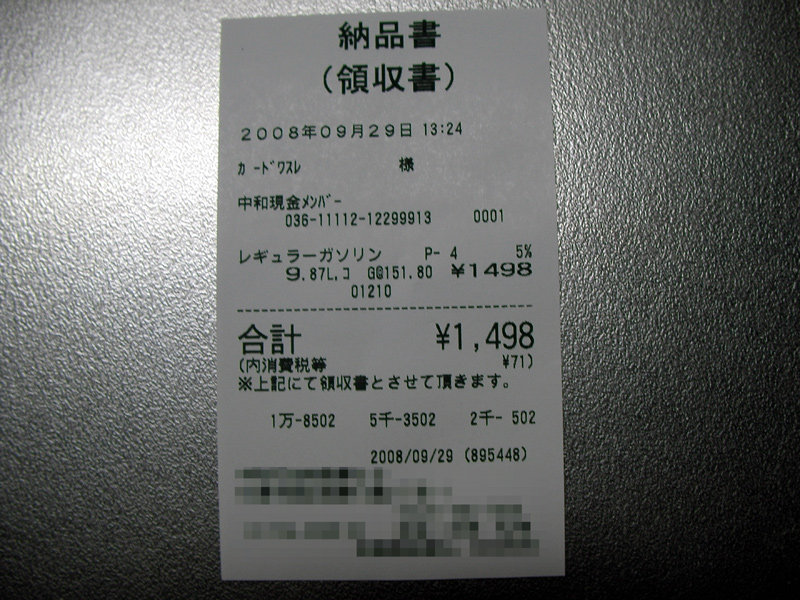 納品書
(領収書)
2008年09月29日 13:24
カードワスレ 様
中和現金メンバー
036-11112-12299913 0001
レギュラーガソリン P- 4 5%
9.87L,コ G@151.80 ¥1498
01210
合計 ¥1,498
(内消費税等 ¥71)
※上記にて領収書とさせて頂きます。
1万-8502 5千-3502 2千- 502
2008/09/29 (895448)